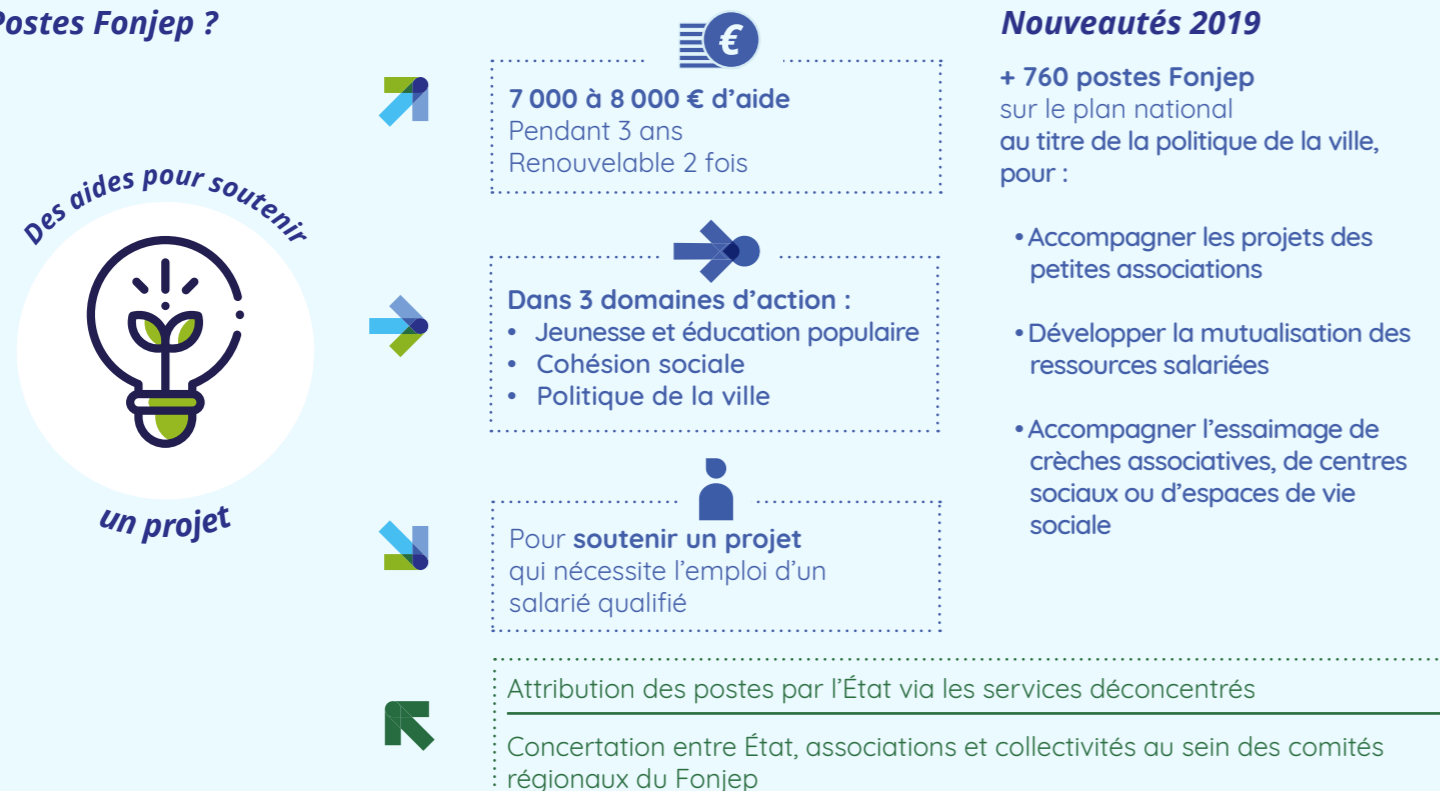 Postes Fonjep ?
Des aides pour soutenir
un projet
€
7 000 à 8 000 € d’aide
Pendant 3 ans
Renouvelable 2 fois
Dans 3 domaines d’action :
• Jeunesse et éducation populaire
• Cohésion sociale
• Politique de la ville
Pour soutenir un projet
qui nécessite l’emploi d’un
salarié qualifié
Nouveautés 2019
+ 760 postes Fonjep
sur le plan national
au titre de la politique de la ville,
pour :
• Accompagner les projets des
petites associations
• Développer la mutualisation des
ressources salariées
• Accompagner l’essaimage de
crèches associatives, de centres
sociaux ou d’espaces de vie
sociale
Attribution des postes par l’État via les services déconcentrés
Concertation entre État, associations et collectivités au sein des comités
régionaux du Fonjep